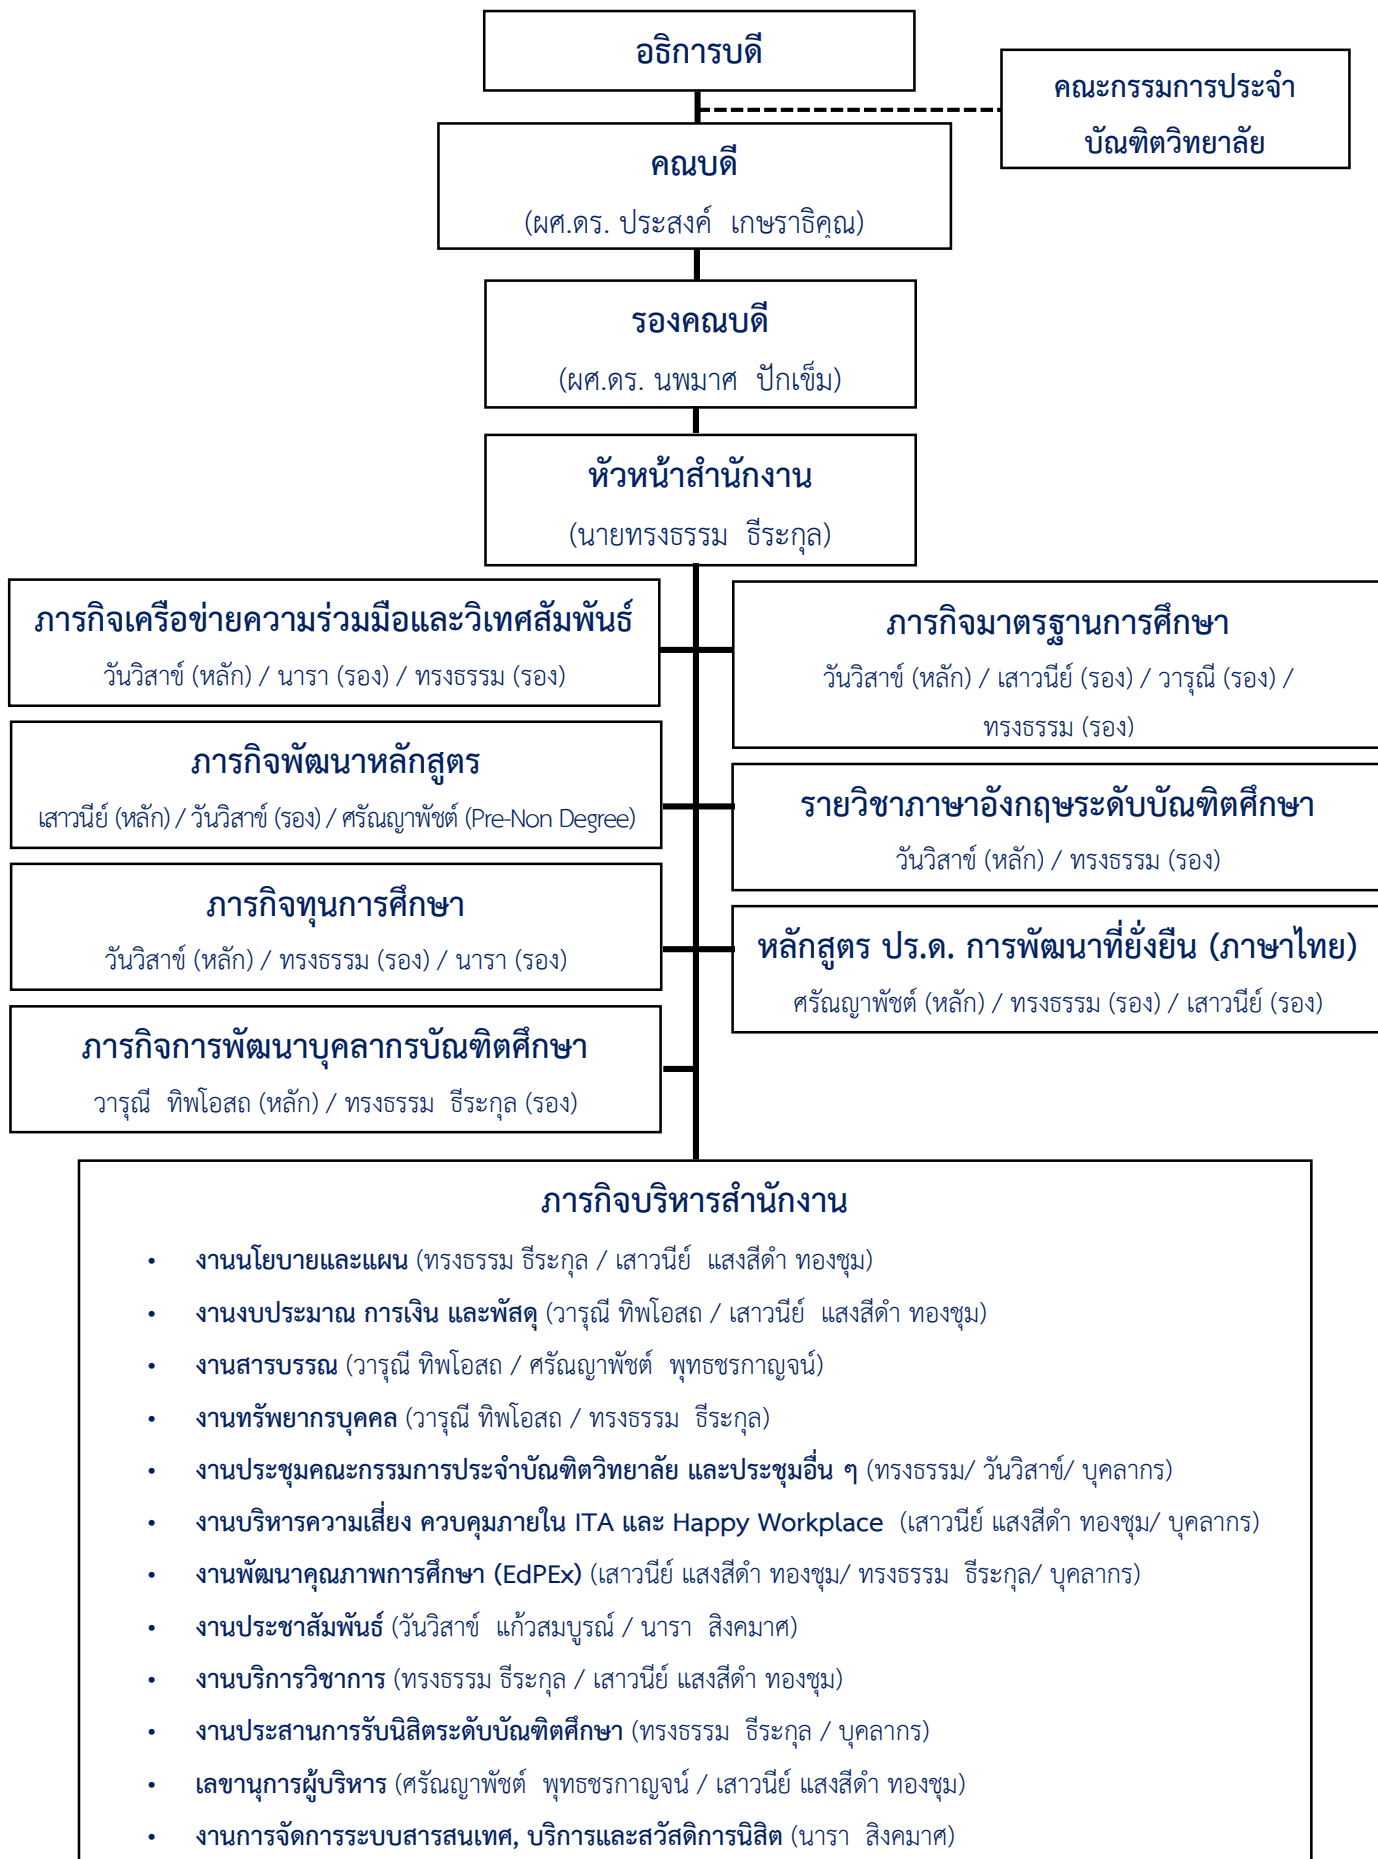 อธิการบดี
คณะกรรมการประจำ
บัณฑิตวิทยาลัย
คณบดี
(ผศ.ดร. ประสงค์ เกษราธิคุณ)
รองคณบดี
(ผศ.ดร. นพมาศ ปักเข็ม)
หัวหน้าสำนักงาน
(นายทรงธรรม ธีระกุล)
ภารกิจเครือข่ายความร่วมมือและวิเทศสัมพันธ์
วันวิสาข์ (หลัก) / นารา (รอง) / ทรงธรรม (รอง)
ภารกิจมาตรฐานการศึกษา
วันวิสาข์ (หลัก) / เสาวนีย์ (รอง) / วารุณี (รอง) /
ทรงธรรม (รอง)
ภารกิจพัฒนาหลักสูตร
เสาวนีย์ (หลัก) / วันวิสาข์ (รอง) / ศรัณญาพัชต์ (Pre-Non Degree)
รายวิชาภาษาอังกฤษระดับบัณฑิตศึกษา
วันวิสาข์ (หลัก) / ทรงธรรม (รอง)
ภารกิจทุนการศึกษา
วันวิสาข์ (หลัก) / ทรงธรรม (รอง) / นารา (รอง)
หลักสูตร ปร.ด. การพัฒนาที่ยั่งยืน (ภาษาไทย)
ศรัณญาพัชต์ (หลัก) / ทรงธรรม (รอง) / เสาวนีย์ (รอง)
ภารกิจการพัฒนาบุคลากรบัณฑิตศึกษา
วารุณี ทิพโอสถ (หลัก) / ทรงธรรม ธีระกุล (รอง)
ภารกิจบริหารสำนักงาน
• งานนโยบายและแผน (ทรงธรรม ธีระกุล / เสาวนีย์ แสงสีดำ ทองชุม)
• งานงบประมาณ การเงิน และพัสดุ (วารุณี ทิพโอสถ / เสาวนีย์ แสงสีดำ ทองชุม)
• งานสารบรรณ (วารุณี ทิพโอสถ / ศรัณญาพัชต์ พุทธชรกาญจน์)
• งานทรัพยากรบุคคล (วารุณี ทิพโอสถ / ทรงธรรม ธีระกุล)
• งานประชุมคณะกรรมการประจำบัณฑิตวิทยาลัย และประชุมอื่น ๆ (ทรงธรรม/ วันวิสาข์/ บุคลากร)
• งานบริหารความเสี่ยง ควบคุมภายใน ITA และ Happy Workplace (เสาวนีย์ แสงสีดำ ทองชุม/ บุคลากร)
• งานพัฒนาคุณภาพการศึกษา (EdPEx) (เสาวนีย์ แสงสีดำ ทองชุม/ ทรงธรรม ธีระกุล/ บุคลากร)
• งานประชาสัมพันธ์ (วันวิสาข์ แก้วสมบูรณ์ / นารา สิงคมาศ)
• งานบริการวิชาการ (ทรงธรรม ธีระกุล / เสาวนีย์ แสงสีดำ ทองชุม)
• งานประสานการรับนิสิตระดับบัณฑิตศึกษา (ทรงธรรม ธีระกุล / บุคลากร)
• เลขานุการผู้บริหาร (ศรัณญาพัชต์ พุทธชรกาญจน์ / เสาวนีย์ แสงสีดำ ทองชุม)
• งานการจัดการระบบสารสนเทศ, บริการและสวัสดิการนิสิต (นารา สิงคมาศ)